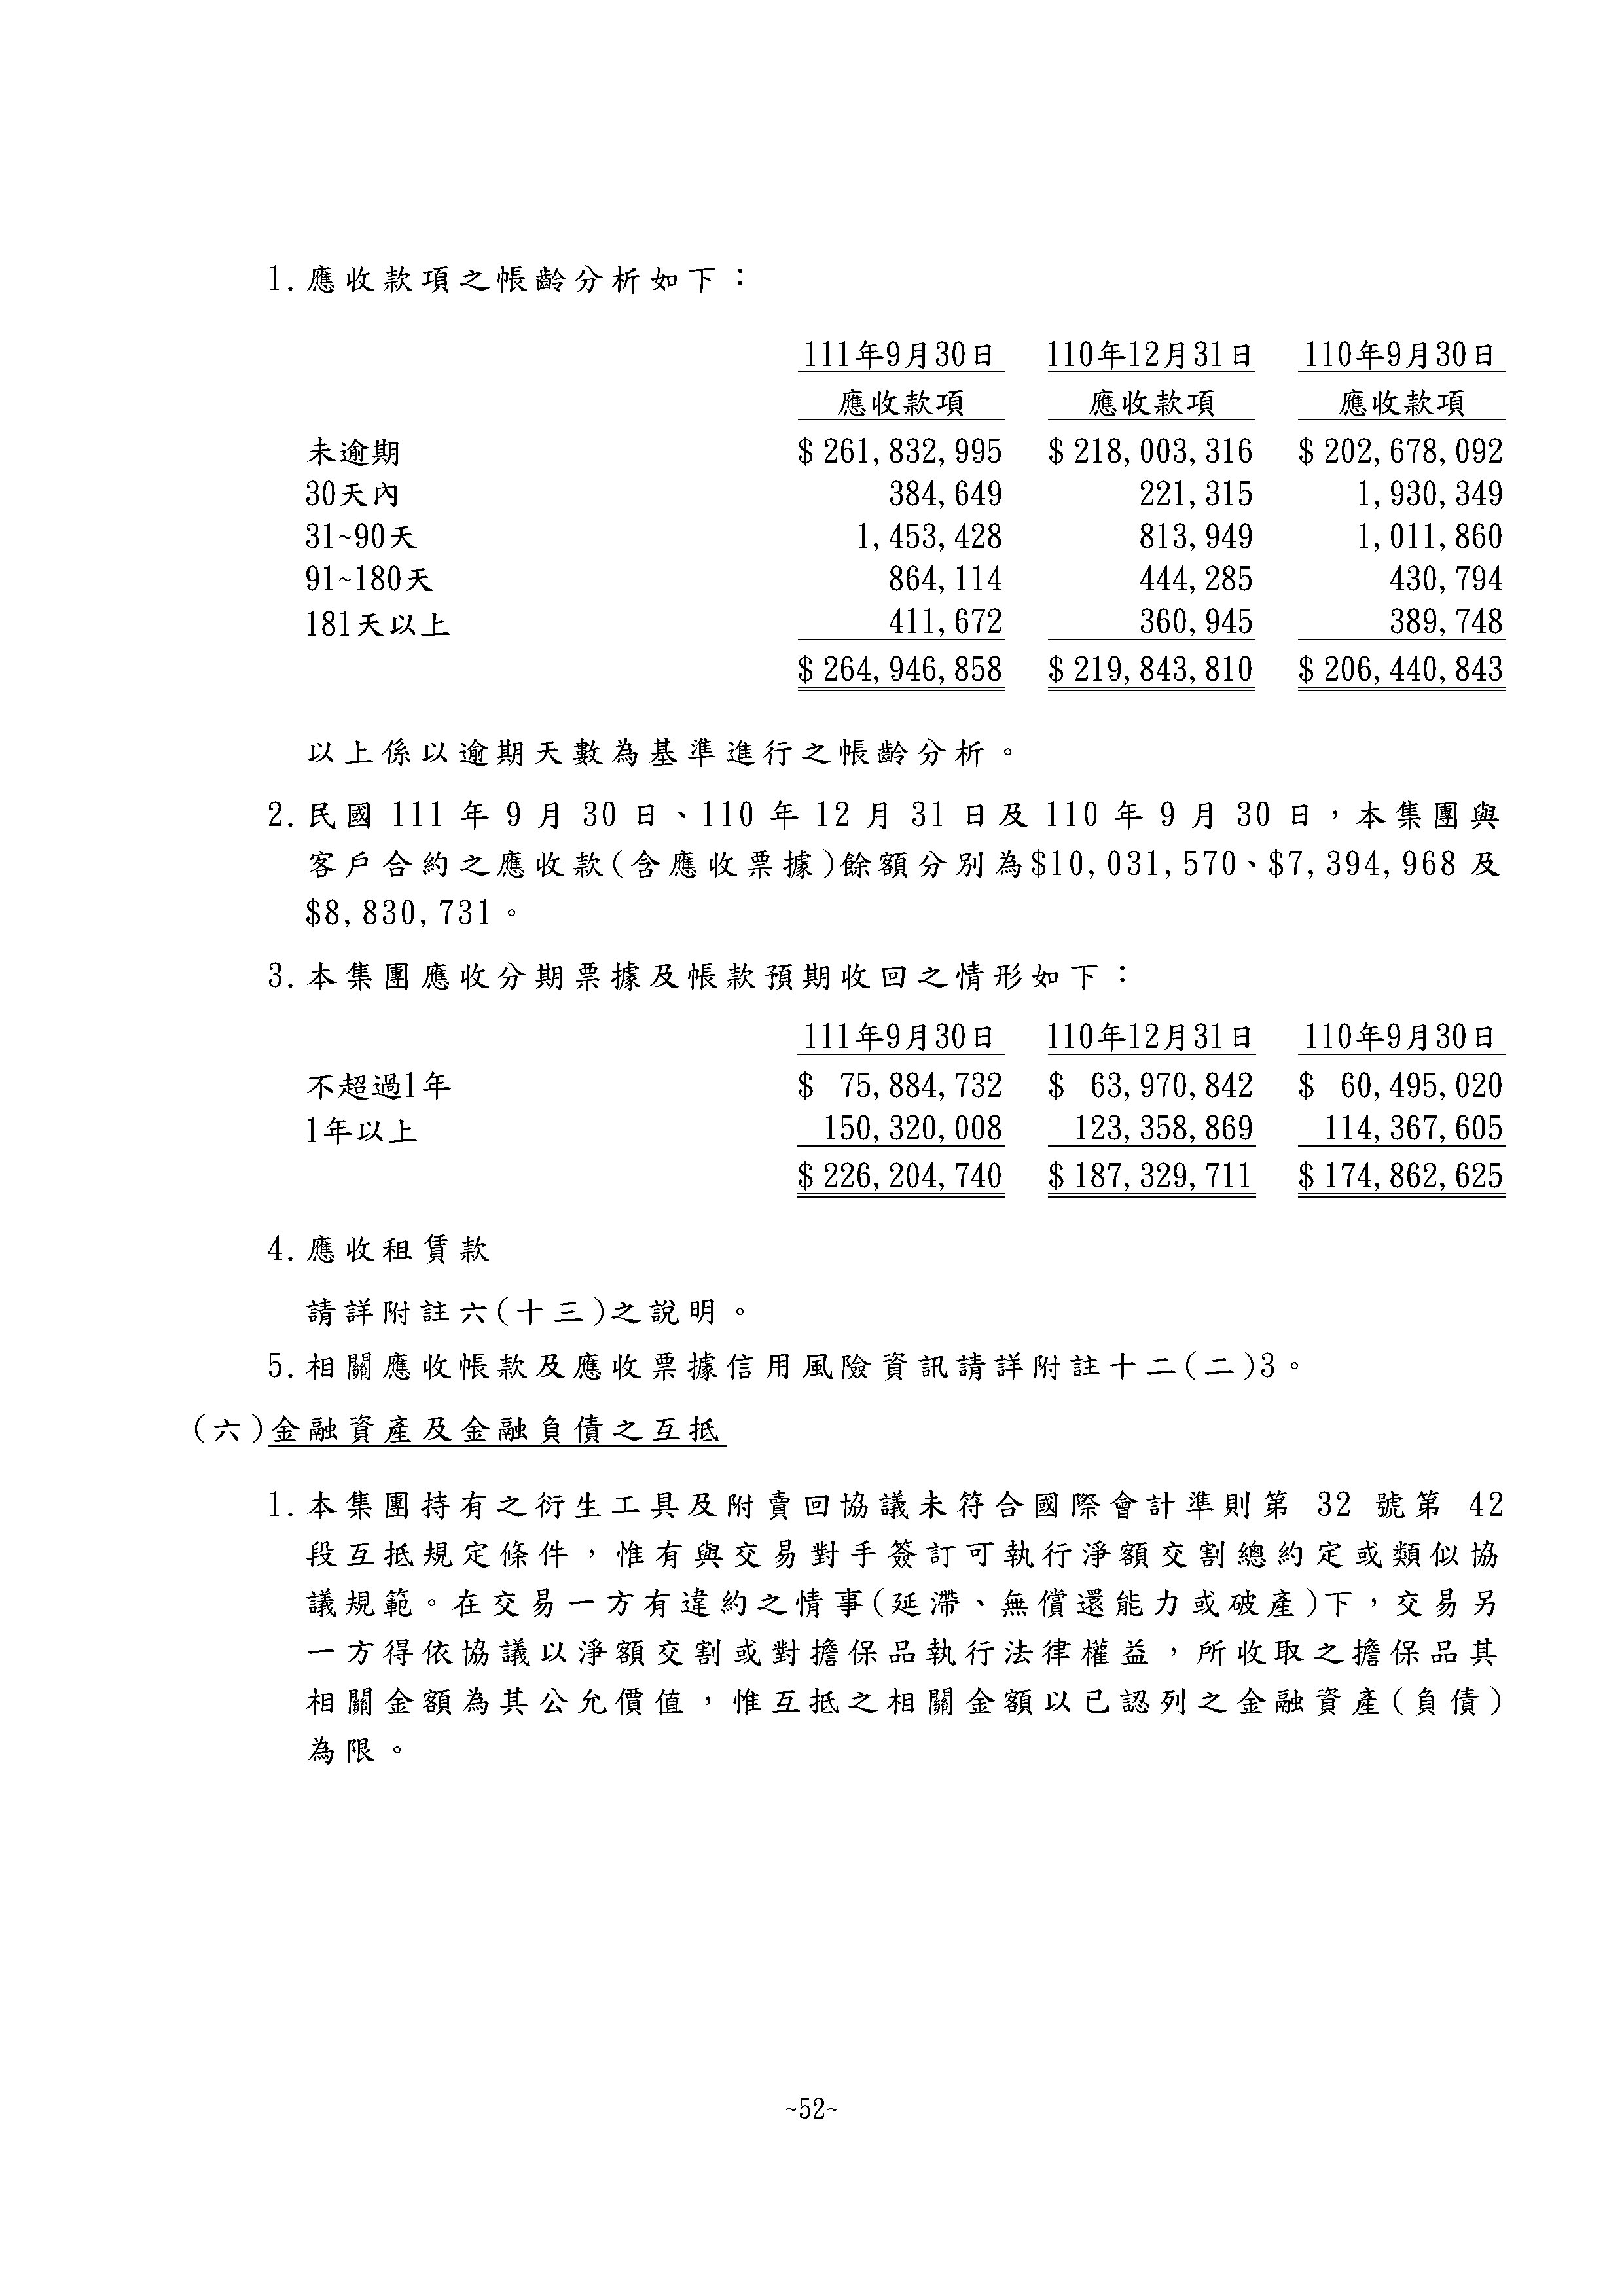 1.應收款項之帳齡分析如下：
111年9月30日 110年12月31日 110年9月30日
應收款項 應收款項 應收款項
未逾期 $ 261,832,995 $ 218,003,316 $ 202,678,092
30天內 384,649 221,315 1,930,349
31~90天 1,453,428 813,949 1,011,860
91~180天 864,114 444,285 430,794
181天以上 411,672 360,945 389,748
$ 264,946,858 $ 219,843,810 $ 206,440,843
以上係以逾期天數為基準進行之帳齡分析。
2.民國 111 年 9 月 30 日、110 年 12 月 31 日及 110 年 9 月 30 日，本集團與
客戶合約之應收款(含應收票據)餘額分別為$10,031,570、$7,394,968 及
$8,830,731。
3.本集團應收分期票據及帳款預期收回之情形如下：
111年9月30日 110年12月31日 110年9月30日
不超過1年 $ 75,884,732 $ 63,970,842 $ 60,495,020
1年以上 150,320,008 123,358,869 114,367,605
$ 226,204,740 $ 187,329,711 $ 174,862,625
4.應收租賃款
請詳附註六(十三)之說明。
5.相關應收帳款及應收票據信用風險資訊請詳附註十二(二)3。
(六)金融資產及金融負債之互抵
1.本集團持有之衍生工具及附賣回協議未符合國際會計準則第 32 號第 42
段互抵規定條件，惟有與交易對手簽訂可執行淨額交割總約定或類似協
議規範。在交易一方有違約之情事(延滯、無償還能力或破產)下，交易另
一方得依協議以淨額交割或對擔保品執行法律權益，所收取之擔保品其
相關金額為其公允價值，惟互抵之相關金額以已認列之金融資產(負債)
為限。
~52~